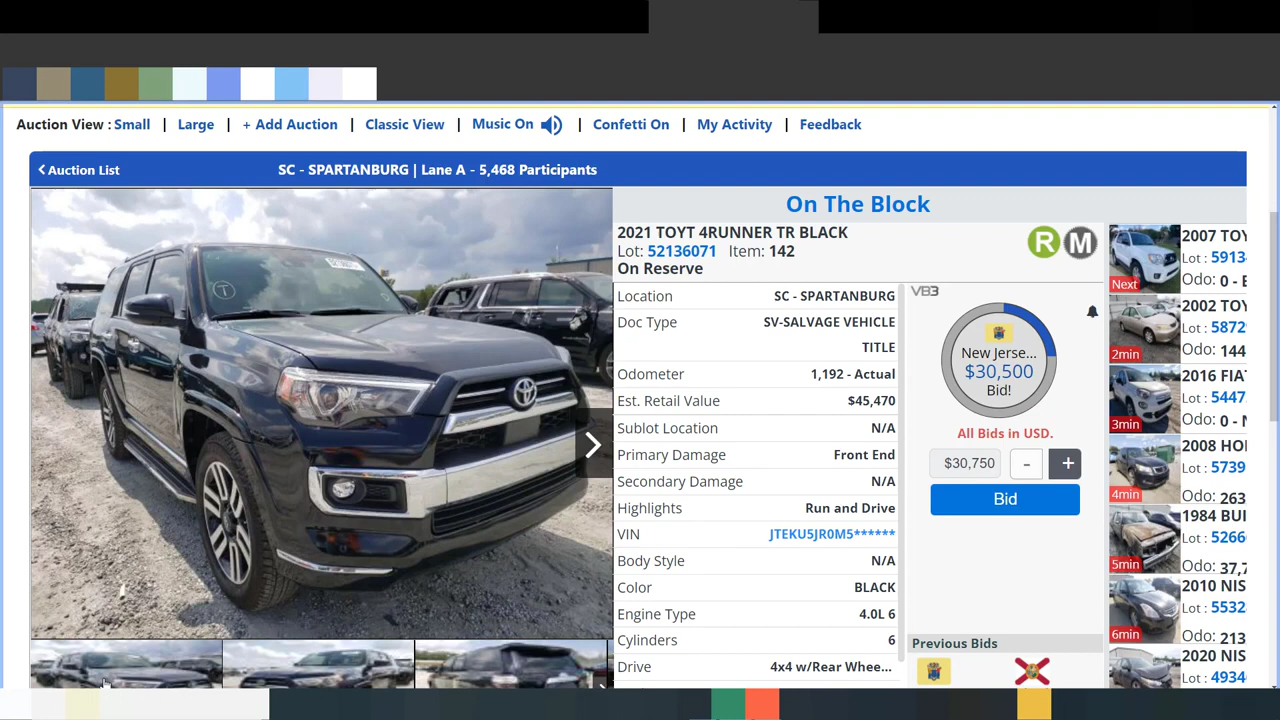 Auction View : Small | Large | + Add Auction | Classic View | Music On | Confetti On | My Activity | Feedback
Auction List
SC - SPARTANBURG | Lane A - 5,468 Participants
On The Block
2021 TOYT 4RUNNER TR BLACK
Lot: 52136071 Item: 142
On Reserve
R M
Location SC - SPARTANBURG
Doc Type SV-SALVAGE VEHICLE
TITLE
Odometer 1,192 - Actual
Est. Retail Value $45,470
Sublot Location N/A
Primary Damage Front End
Secondary Damage N/A
Highlights Run and Drive
VIN JTEKU5JR0M5******
Body Style N/A
Color BLACK
Engine Type 4.0L 6
Cylinders 6
Drive 4x4 w/Rear Whee...
VB3
New Jerse...
$30,500
Bid!
All Bids in USD.
$30,750 - +
Bid
Previous Bids
2007 TOY
Lot : 5913
Odo: 0 - E
Next
2002 TOY
Lot : 5872
Odo: 144
2min
2016 FIAT
Lot : 5447
Odo: 0 - N
3min
2008 HO
Lot : 5739
Odo: 263
4min
1984 BUI
Lot : 5266
Odo: 37,7
5min
2010 NIS
Lot : 5532
Odo: 213
6min
2020 NIS
Lot : 4934
T